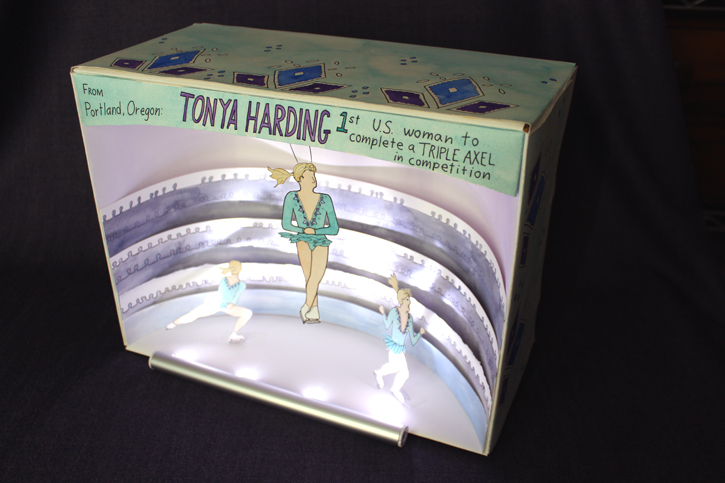 From
Portland, Oregon:
TONYA HARDING
1st U.S. woman to
complete a TRIPLE AXEL
in competition